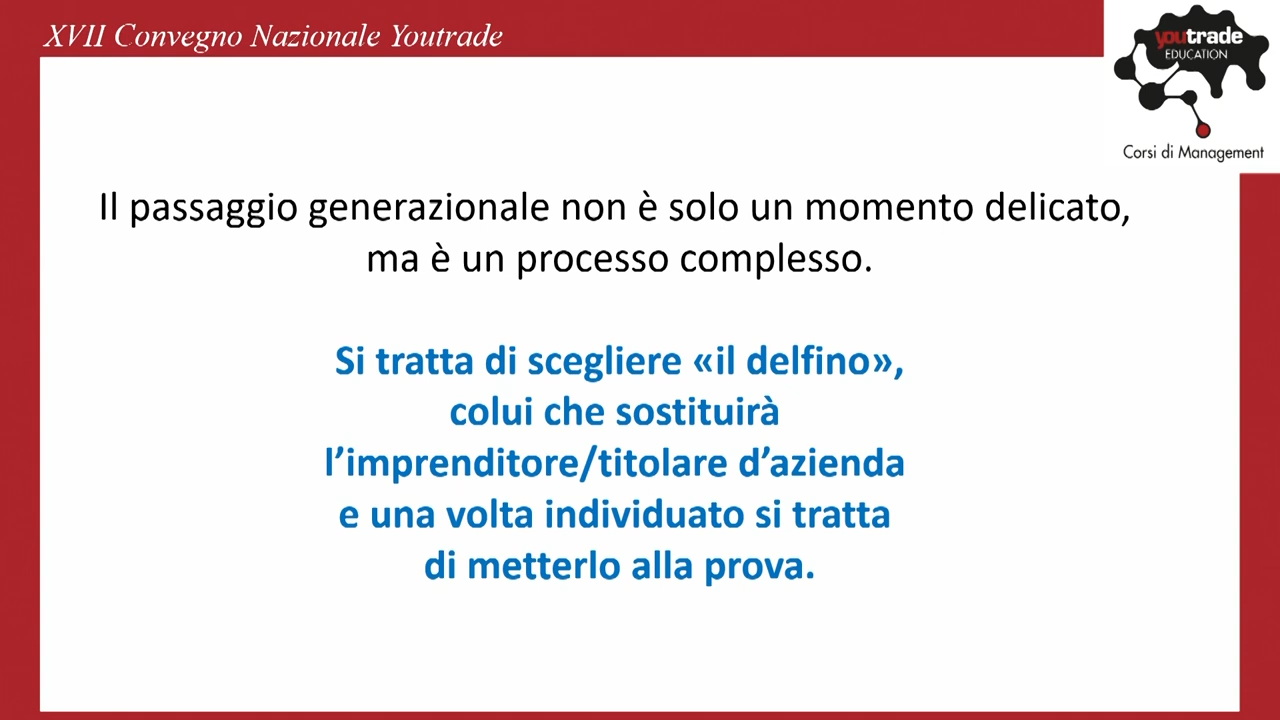 XVII Convegno Nazionale Youtrade
youtrade
EDUCATION
Corsi di Management
Il passaggio generazionale non è solo un momento delicato,
ma è un processo complesso.
Si tratta di scegliere «il delfino»,
colui che sostituirà
l’imprenditore/titolare d’azienda
e una volta individuato si tratta
di metterlo alla prova.